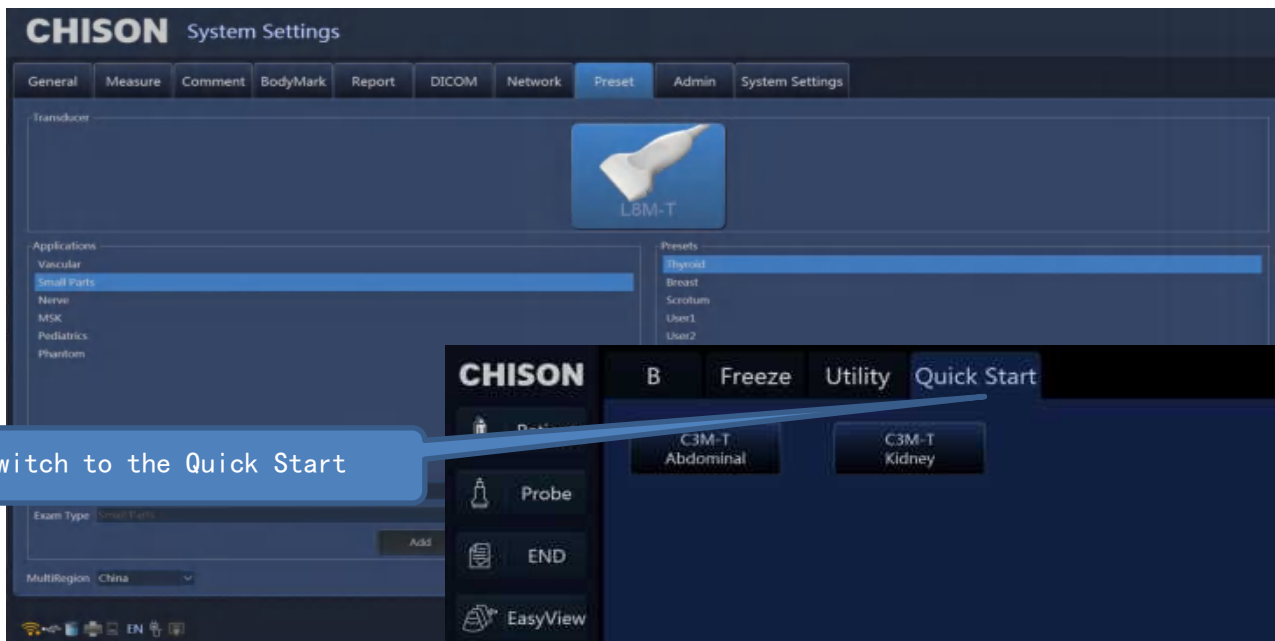 CHISON System Settings
General Measure Comment BodyMark Report DICOM Network Preset Admin System Settings
Transducer
L8M-T
Applications
Vascular
Small Parts
Nerve
MSK
Pediatrics
Phantom
Presets
Thyroid
Breast
Scrotum
User1
User2
witch to the Quick Start
Exam Type Small Parts
Add
MultiRegion China
EN
CHISON B Freeze Utility Quick Start
C3M-T
Abdominal
C3M-T
Kidney
Probe
END
EasyView